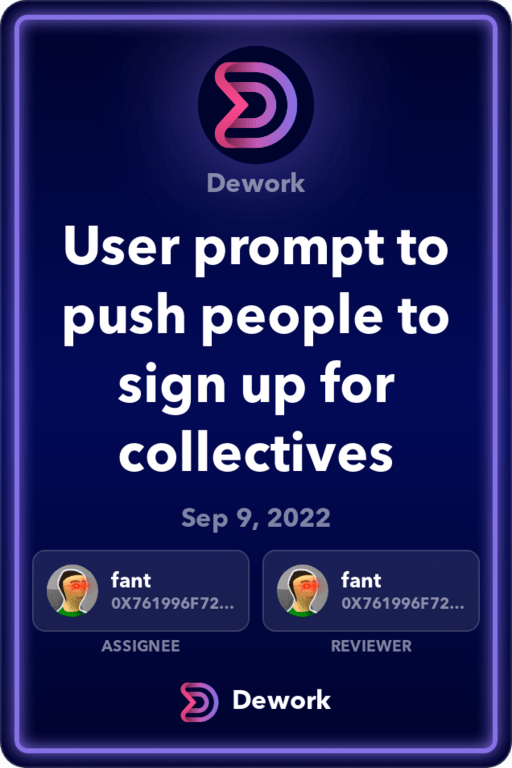 Dework
User prompt to
push people to
sign up for
collectives
Sep 9, 2022
fant
0X761996F72...
ASSIGNEE
fant
0X761996F72...
REVIEWER
Dework